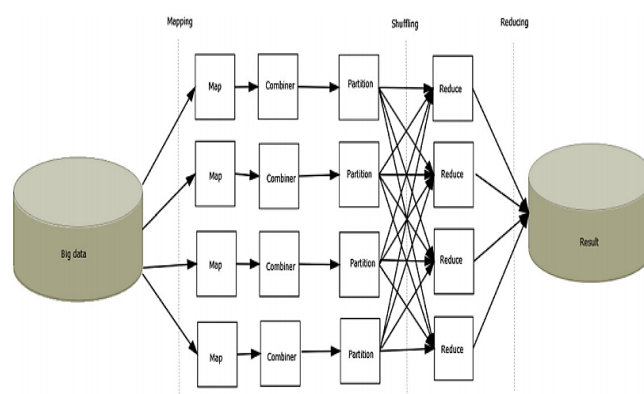 Mapping
Shuffling
Reducing
Map
Combiner
Partition
Reduce
Map
Combiner
Partition
Reduce
Big data
Map
Combiner
Partition
Reduce
Result
Map
Combiner
Partition
Reduce